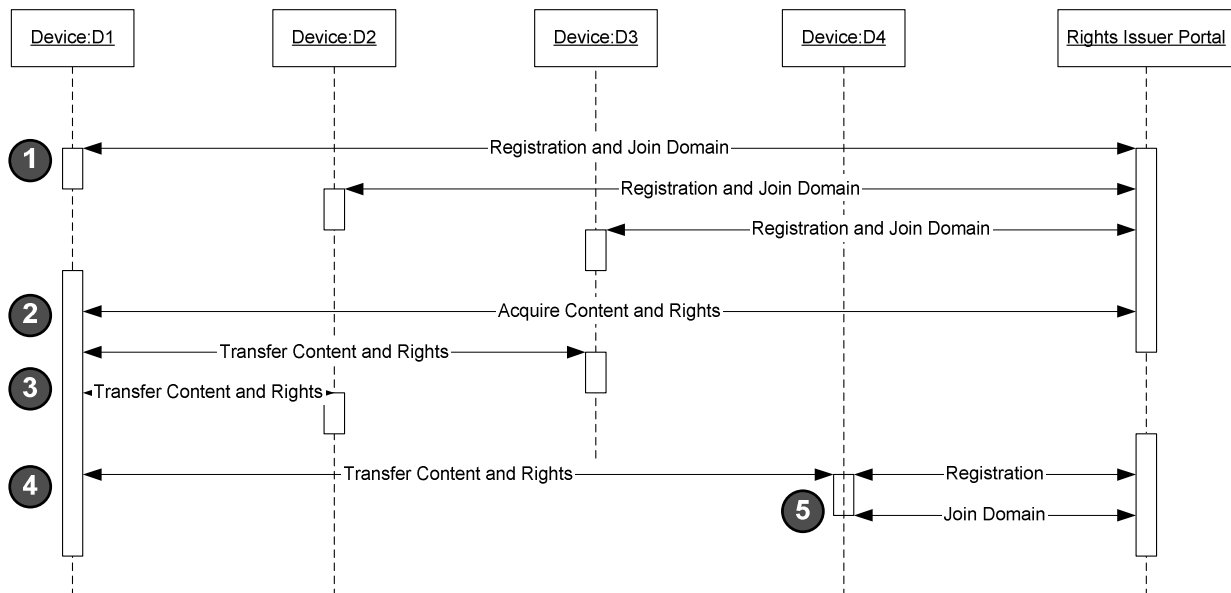 Device:D1
Device:D2
Device:D3
Device:D4
Rights Issuer Portal
1
Registration and Join Domain
Registration and Join Domain
Registration and Join Domain
2
Acquire Content and Rights
Transfer Content and Rights
3
Transfer Content and Rights
4
Transfer Content and Rights
Registration
5
Join Domain